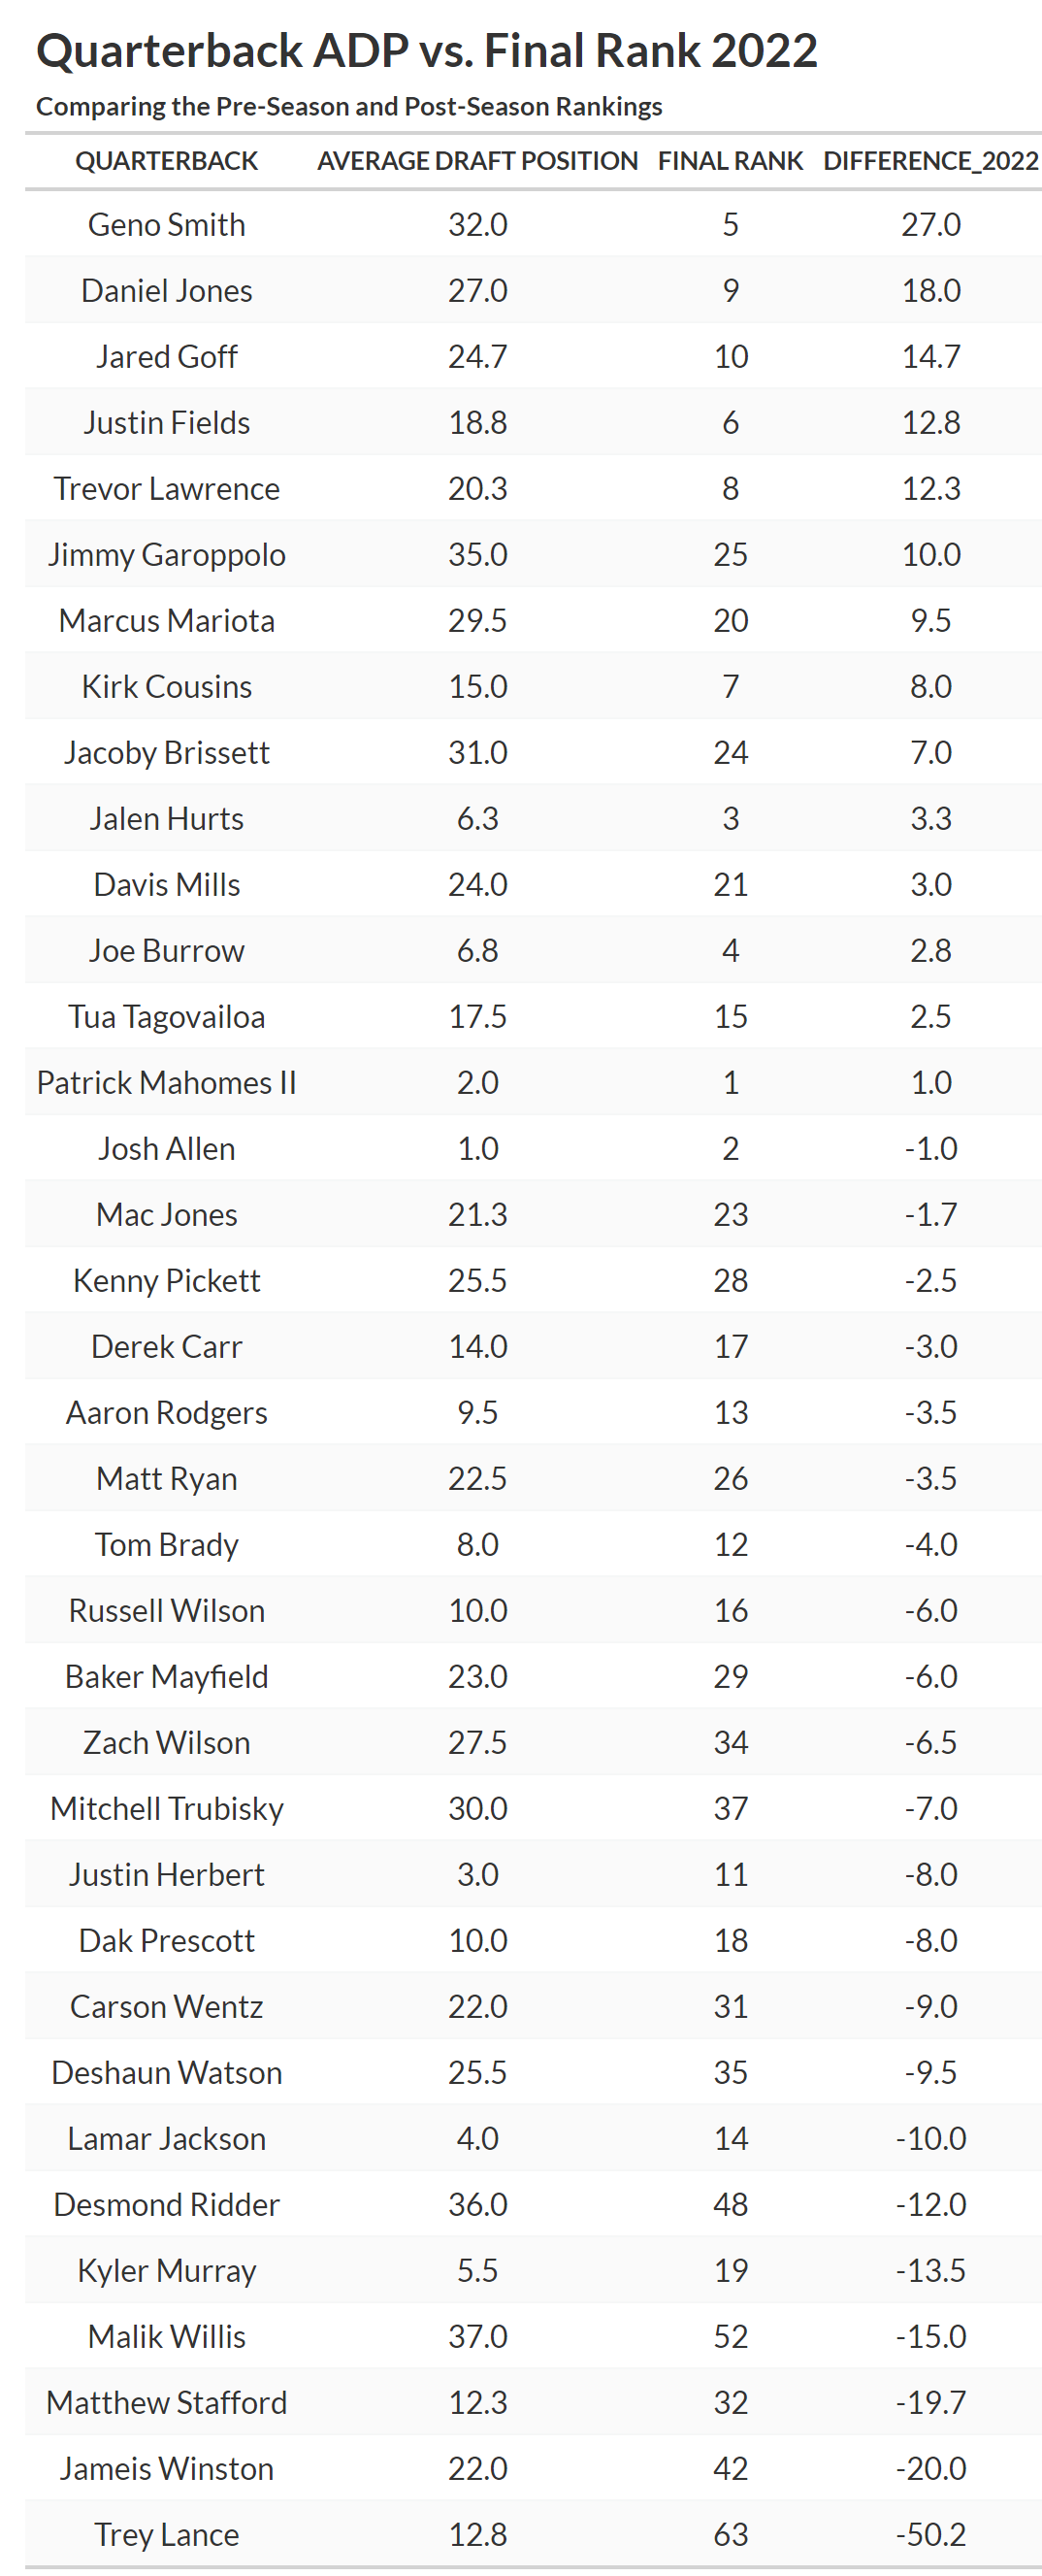 Quarterback ADP vs. Final Rank 2022
Comparing the Pre-Season and Post-Season Rankings
QUARTERBACK AVERAGE DRAFT POSITION FINAL RANK DIFFERENCE_2022
Geno Smith 32.0 5 27.0
Daniel Jones 27.0 9 18.0
Jared Goff 24.7 10 14.7
Justin Fields 18.8 6 12.8
Trevor Lawrence 20.3 8 12.3
Jimmy Garoppolo 35.0 25 10.0
Marcus Mariota 29.5 20 9.5
Kirk Cousins 15.0 7 8.0
Jacoby Brissett 31.0 24 7.0
Jalen Hurts 6.3 3 3.3
Davis Mills 24.0 21 3.0
Joe Burrow 6.8 4 2.8
Tua Tagovailoa 17.5 15 2.5
Patrick Mahomes II 2.0 1 1.0
Josh Allen 1.0 2 -1.0
Mac Jones 21.3 23 -1.7
Kenny Pickett 25.5 28 -2.5
Derek Carr 14.0 17 -3.0
Aaron Rodgers 9.5 13 -3.5
Matt Ryan 22.5 26 -3.5
Tom Brady 8.0 12 -4.0
Russell Wilson 10.0 16 -6.0
Baker Mayfield 23.0 29 -6.0
Zach Wilson 27.5 34 -6.5
Mitchell Trubisky 30.0 37 -7.0
Justin Herbert 3.0 11 -8.0
Dak Prescott 10.0 18 -8.0
Carson Wentz 22.0 31 -9.0
Deshaun Watson 25.5 35 -9.5
Lamar Jackson 4.0 14 -10.0
Desmond Ridder 36.0 48 -12.0
Kyler Murray 5.5 19 -13.5
Malik Willis 37.0 52 -15.0
Matthew Stafford 12.3 32 -19.7
Jameis Winston 22.0 42 -20.0
Trey Lance 12.8 63 -50.2